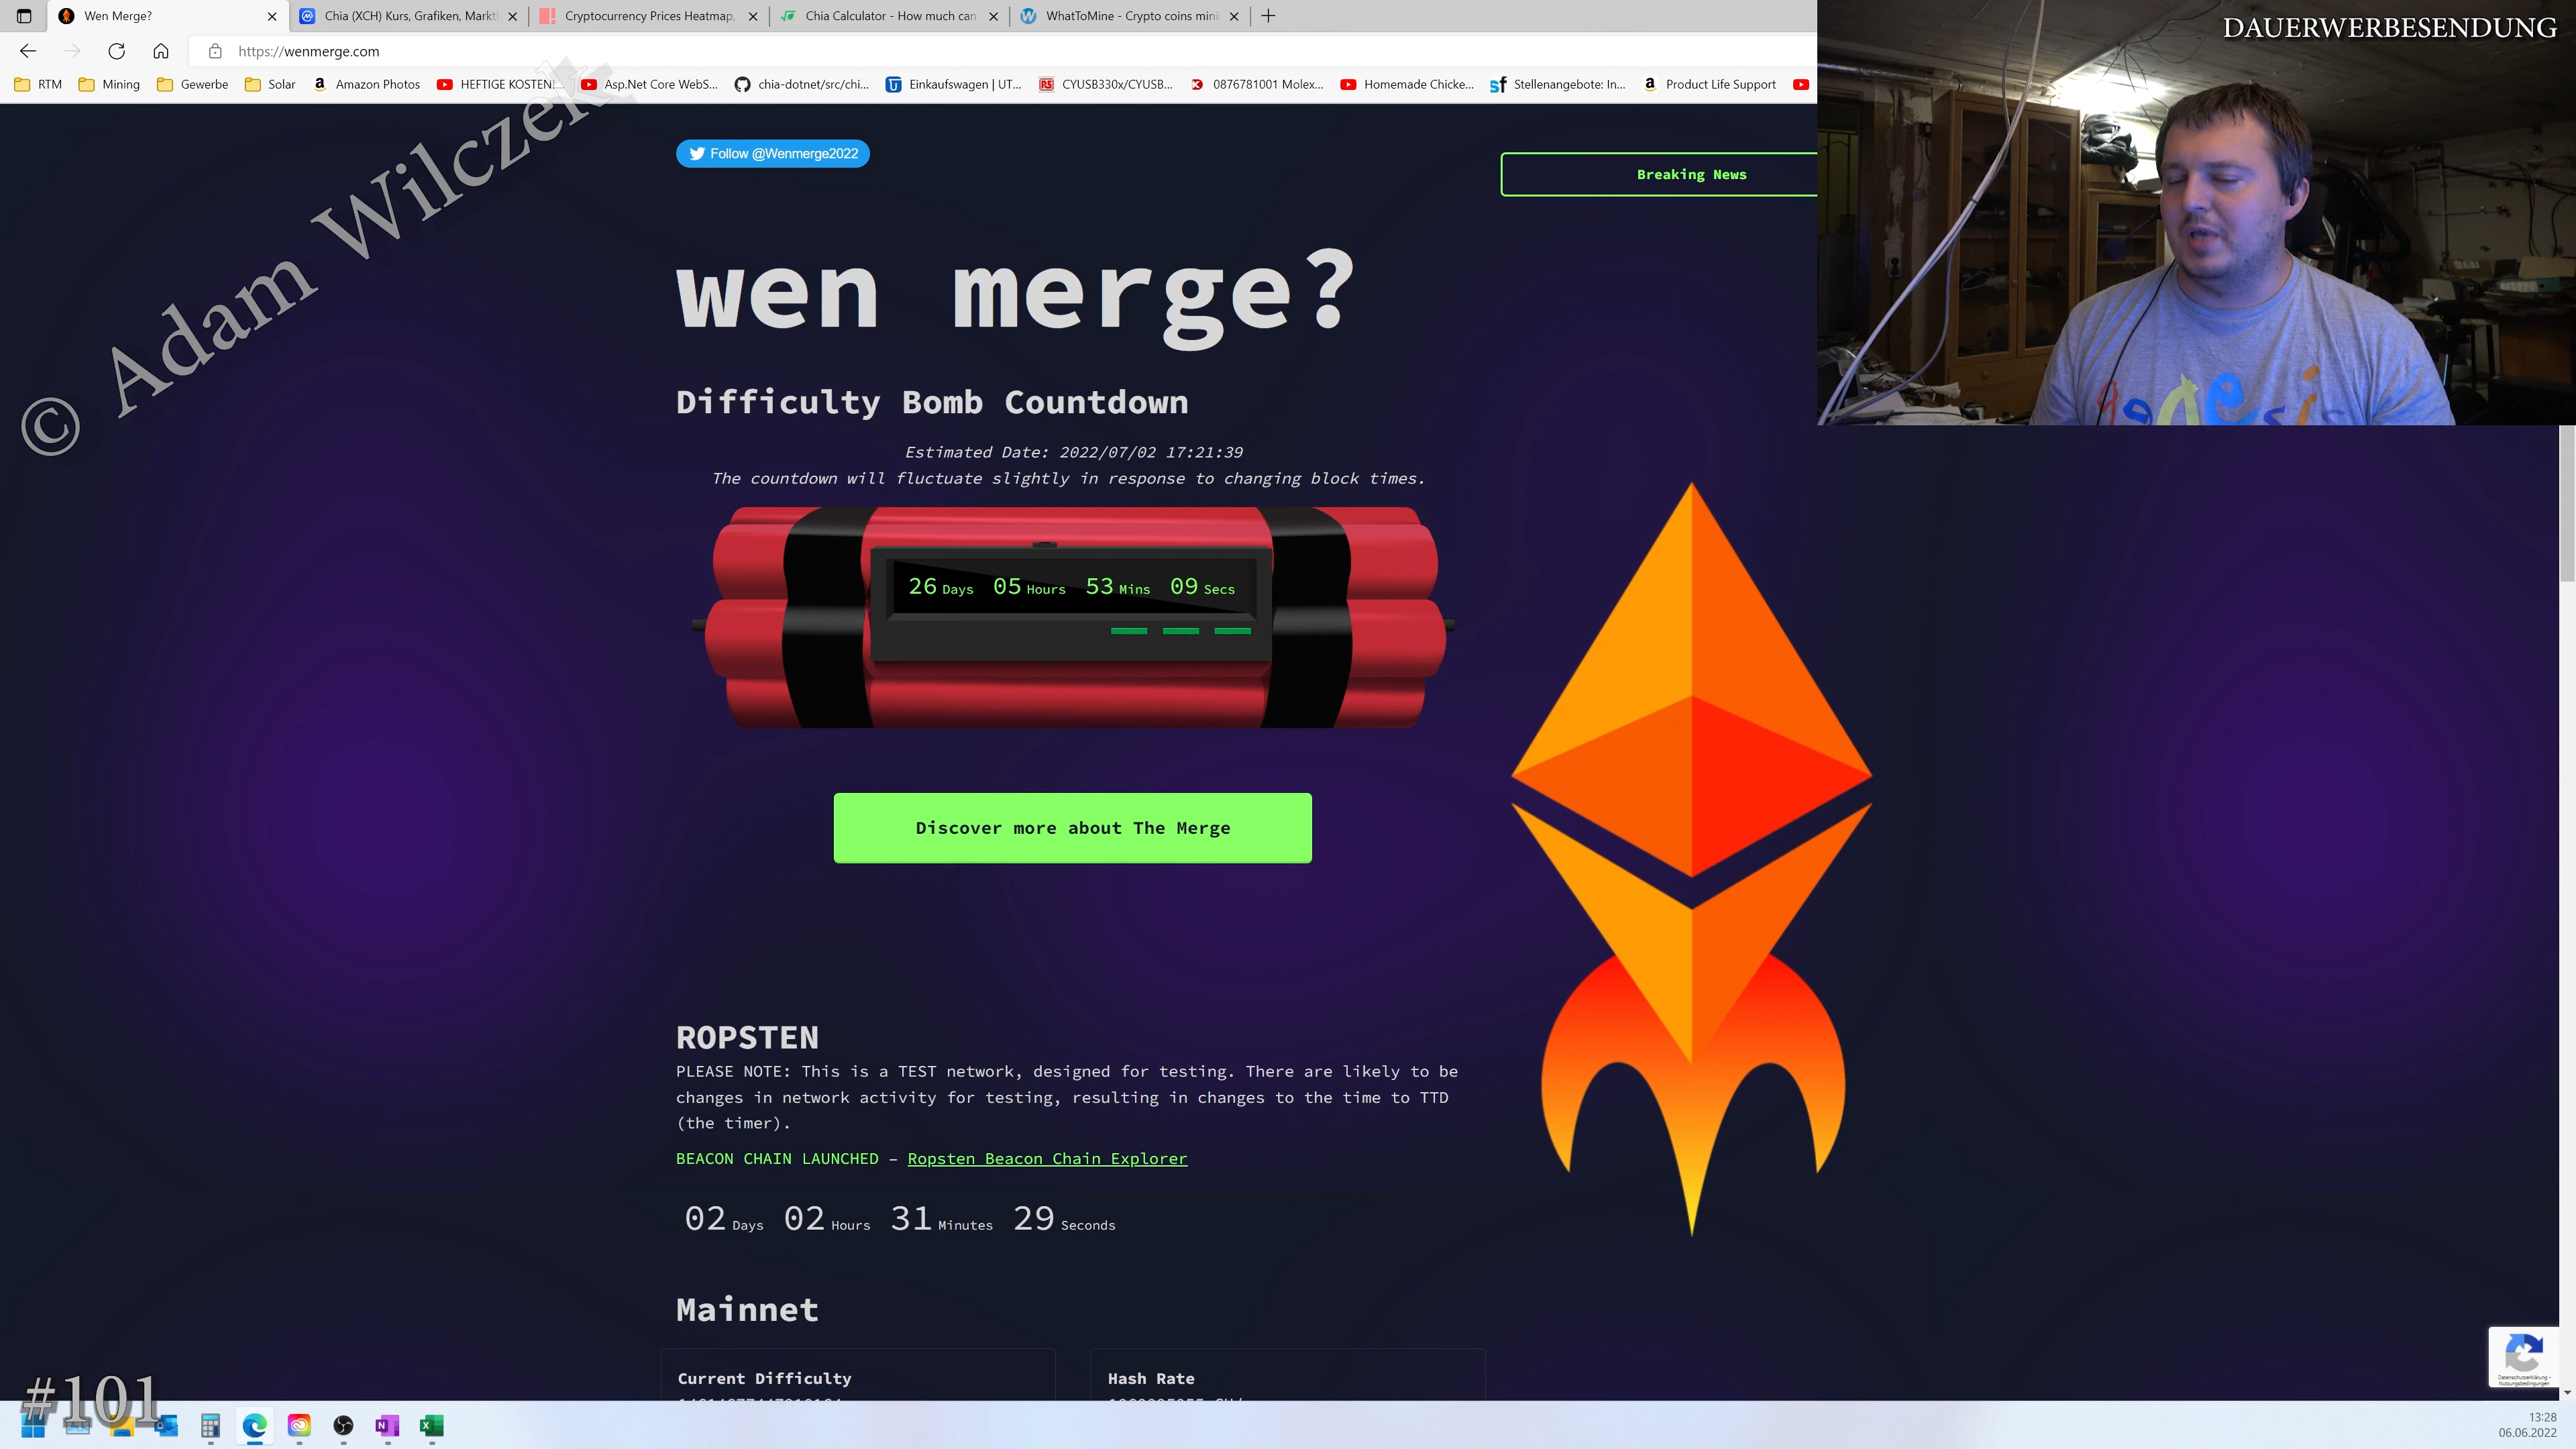 Wen Merge?
Chia (XCH) Kurs, Grafiken, Markt
Cryptocurrency Prices Heatmap,
Chia Calculator - How much can
WhatToMine - Crypto coins mini
https://wenmerge.com
RTM
Mining
Gewerbe
Solar
Amazon Photos
HEFTIGE KOSTEN!...
Asp.Net Core WebS...
chia-dotnet/src/chi...
Einkaufswagen | UT...
CYUSB330x/CYUSB...
0876781001 Molex...
Homemade Chicke...
Stellenangebote: In...
Product Life Support
DAUERWERBESENDUNG
© Adam Wilczek
Follow @Wenmerge2022
Breaking News
wen merge?
Difficulty Bomb Countdown
Estimated Date: 2022/07/02 17:21:39
The countdown will fluctuate slightly in response to changing block times.
26 Days 05 Hours 53 Mins 09 Secs
Discover more about The Merge
genesis
ROPSTEN
PLEASE NOTE: This is a TEST network, designed for testing. There are likely to be
changes in network activity for testing, resulting in changes to the time to TTD
(the timer).
BEACON CHAIN LAUNCHED – Ropsten Beacon Chain Explorer
02 Days 02 Hours 31 Minutes 29 Seconds
Mainnet
Current Difficulty
Hash Rate
Datenschutzerklärung -
Nutzungsbedingungen
#101
13:28
06.06.2022